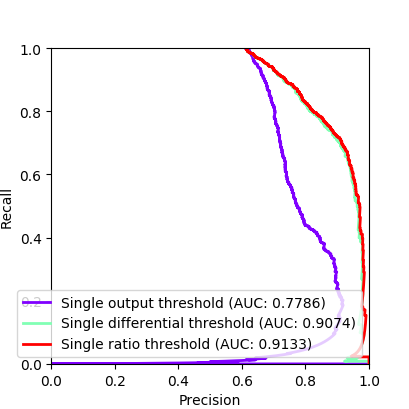 1.0
0.8
0.6
0.4
0.2
0.0
Recall
Single output threshold (AUC: 0.7786)
Single differential threshold (AUC: 0.9074)
Single ratio threshold (AUC: 0.9133)
0.0 0.2 0.4 0.6 0.8 1.0
Precision